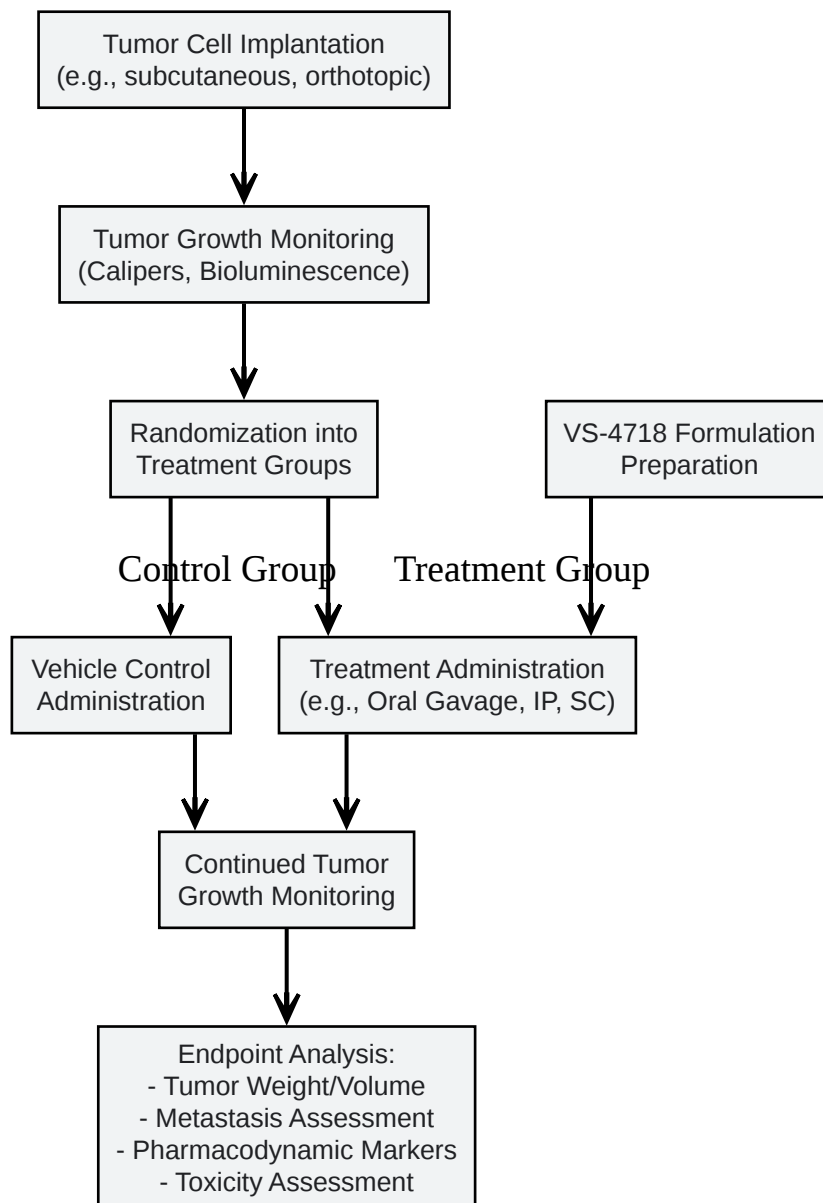 Tumor Cell Implantation
(e.g., subcutaneous, orthotopic)
Tumor Growth Monitoring
(Calipers, Bioluminescence)
Randomization into
Treatment Groups
VS-4718 Formulation
Preparation
Control Group
Treatment Group
Vehicle Control
Administration
Treatment Administration
(e.g., Oral Gavage, IP, SC)
Continued Tumor
Growth Monitoring
Endpoint Analysis:
- Tumor Weight/Volume
- Metastasis Assessment
- Pharmacodynamic Markers
- Toxicity Assessment